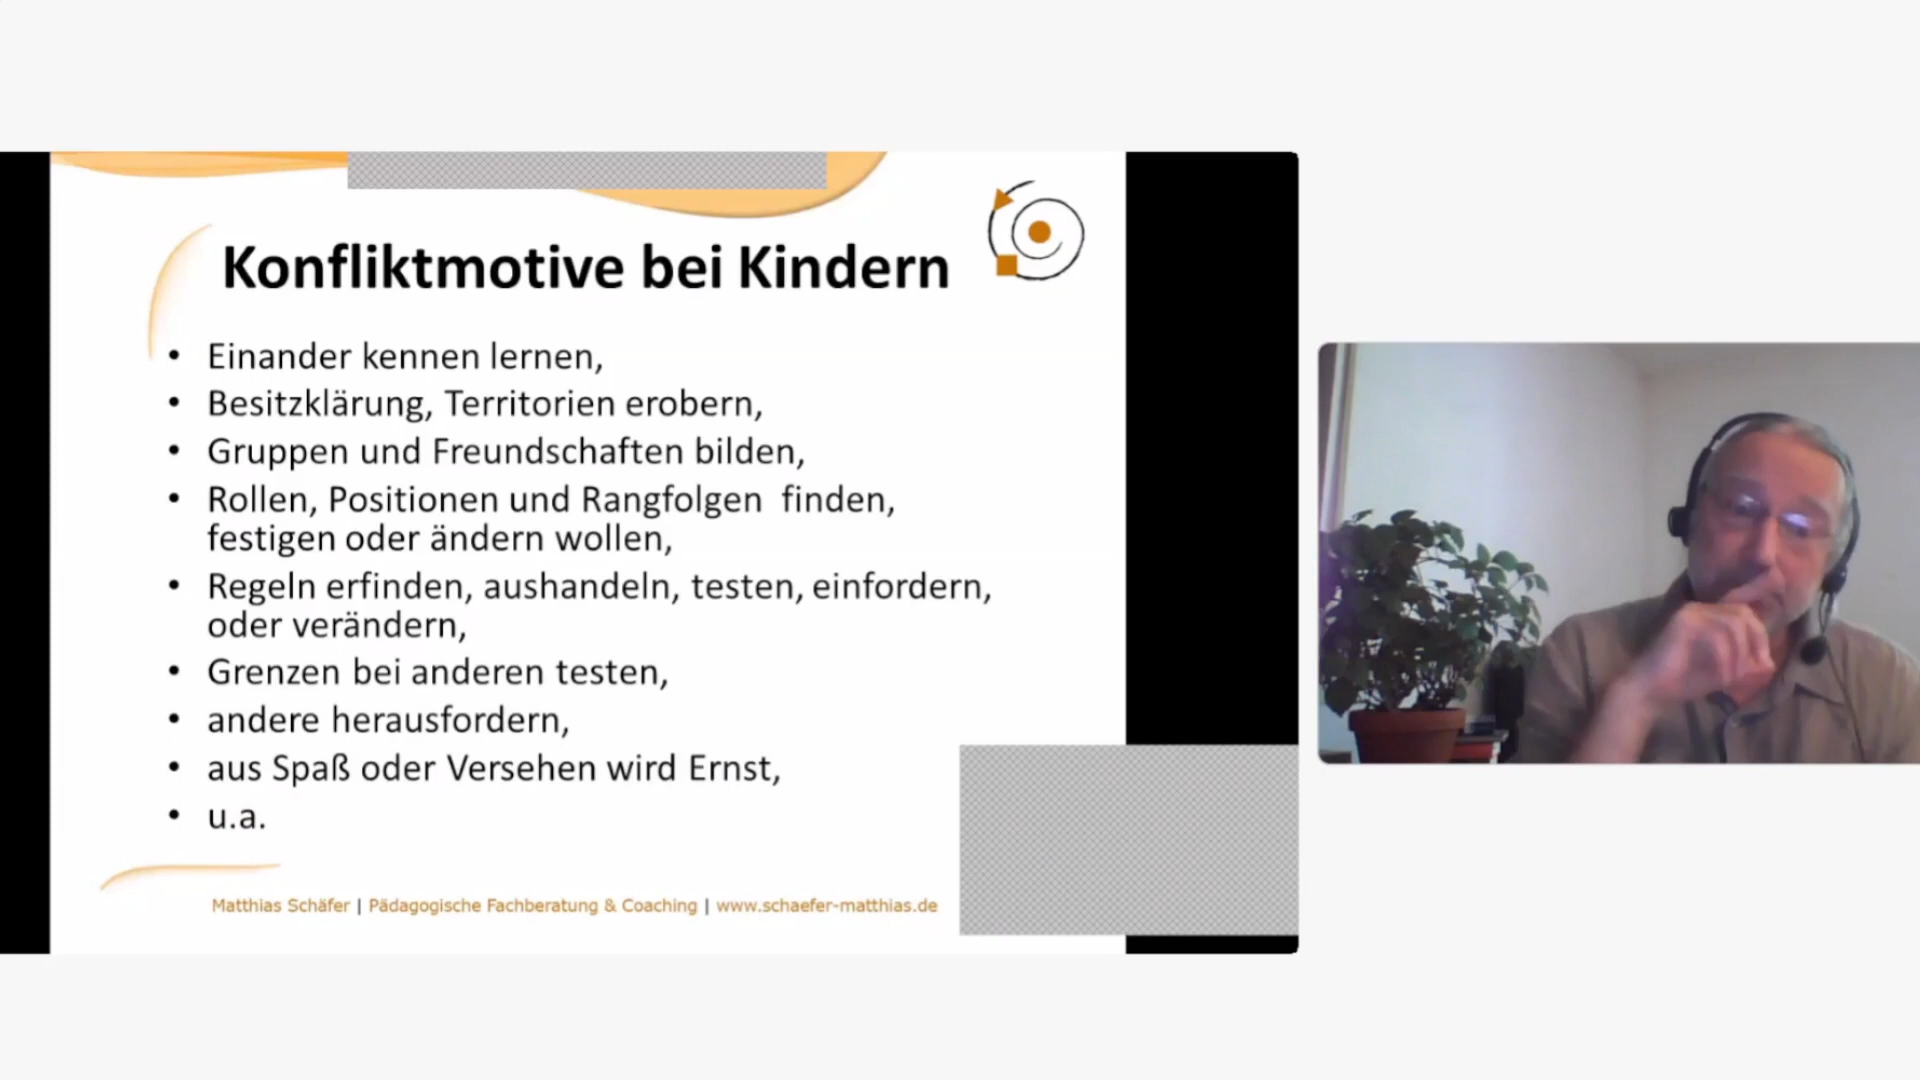 Konfliktmotive bei Kindern
• Einander kennen lernen,
• Besitzklärung, Territorien erobern,
• Gruppen und Freundschaften bilden,
• Rollen, Positionen und Rangfolgen  finden,
festigen oder ändern wollen,
• Regeln erfinden, aushandeln, testen, einfordern,
oder verändern,
• Grenzen bei anderen testen,
• andere herausfordern,
• aus Spaß oder Versehen wird Ernst,
• u.a.
Matthias Schäfer | Pädagogische Fachberatung & Coaching | www.schaefer-matthias.de